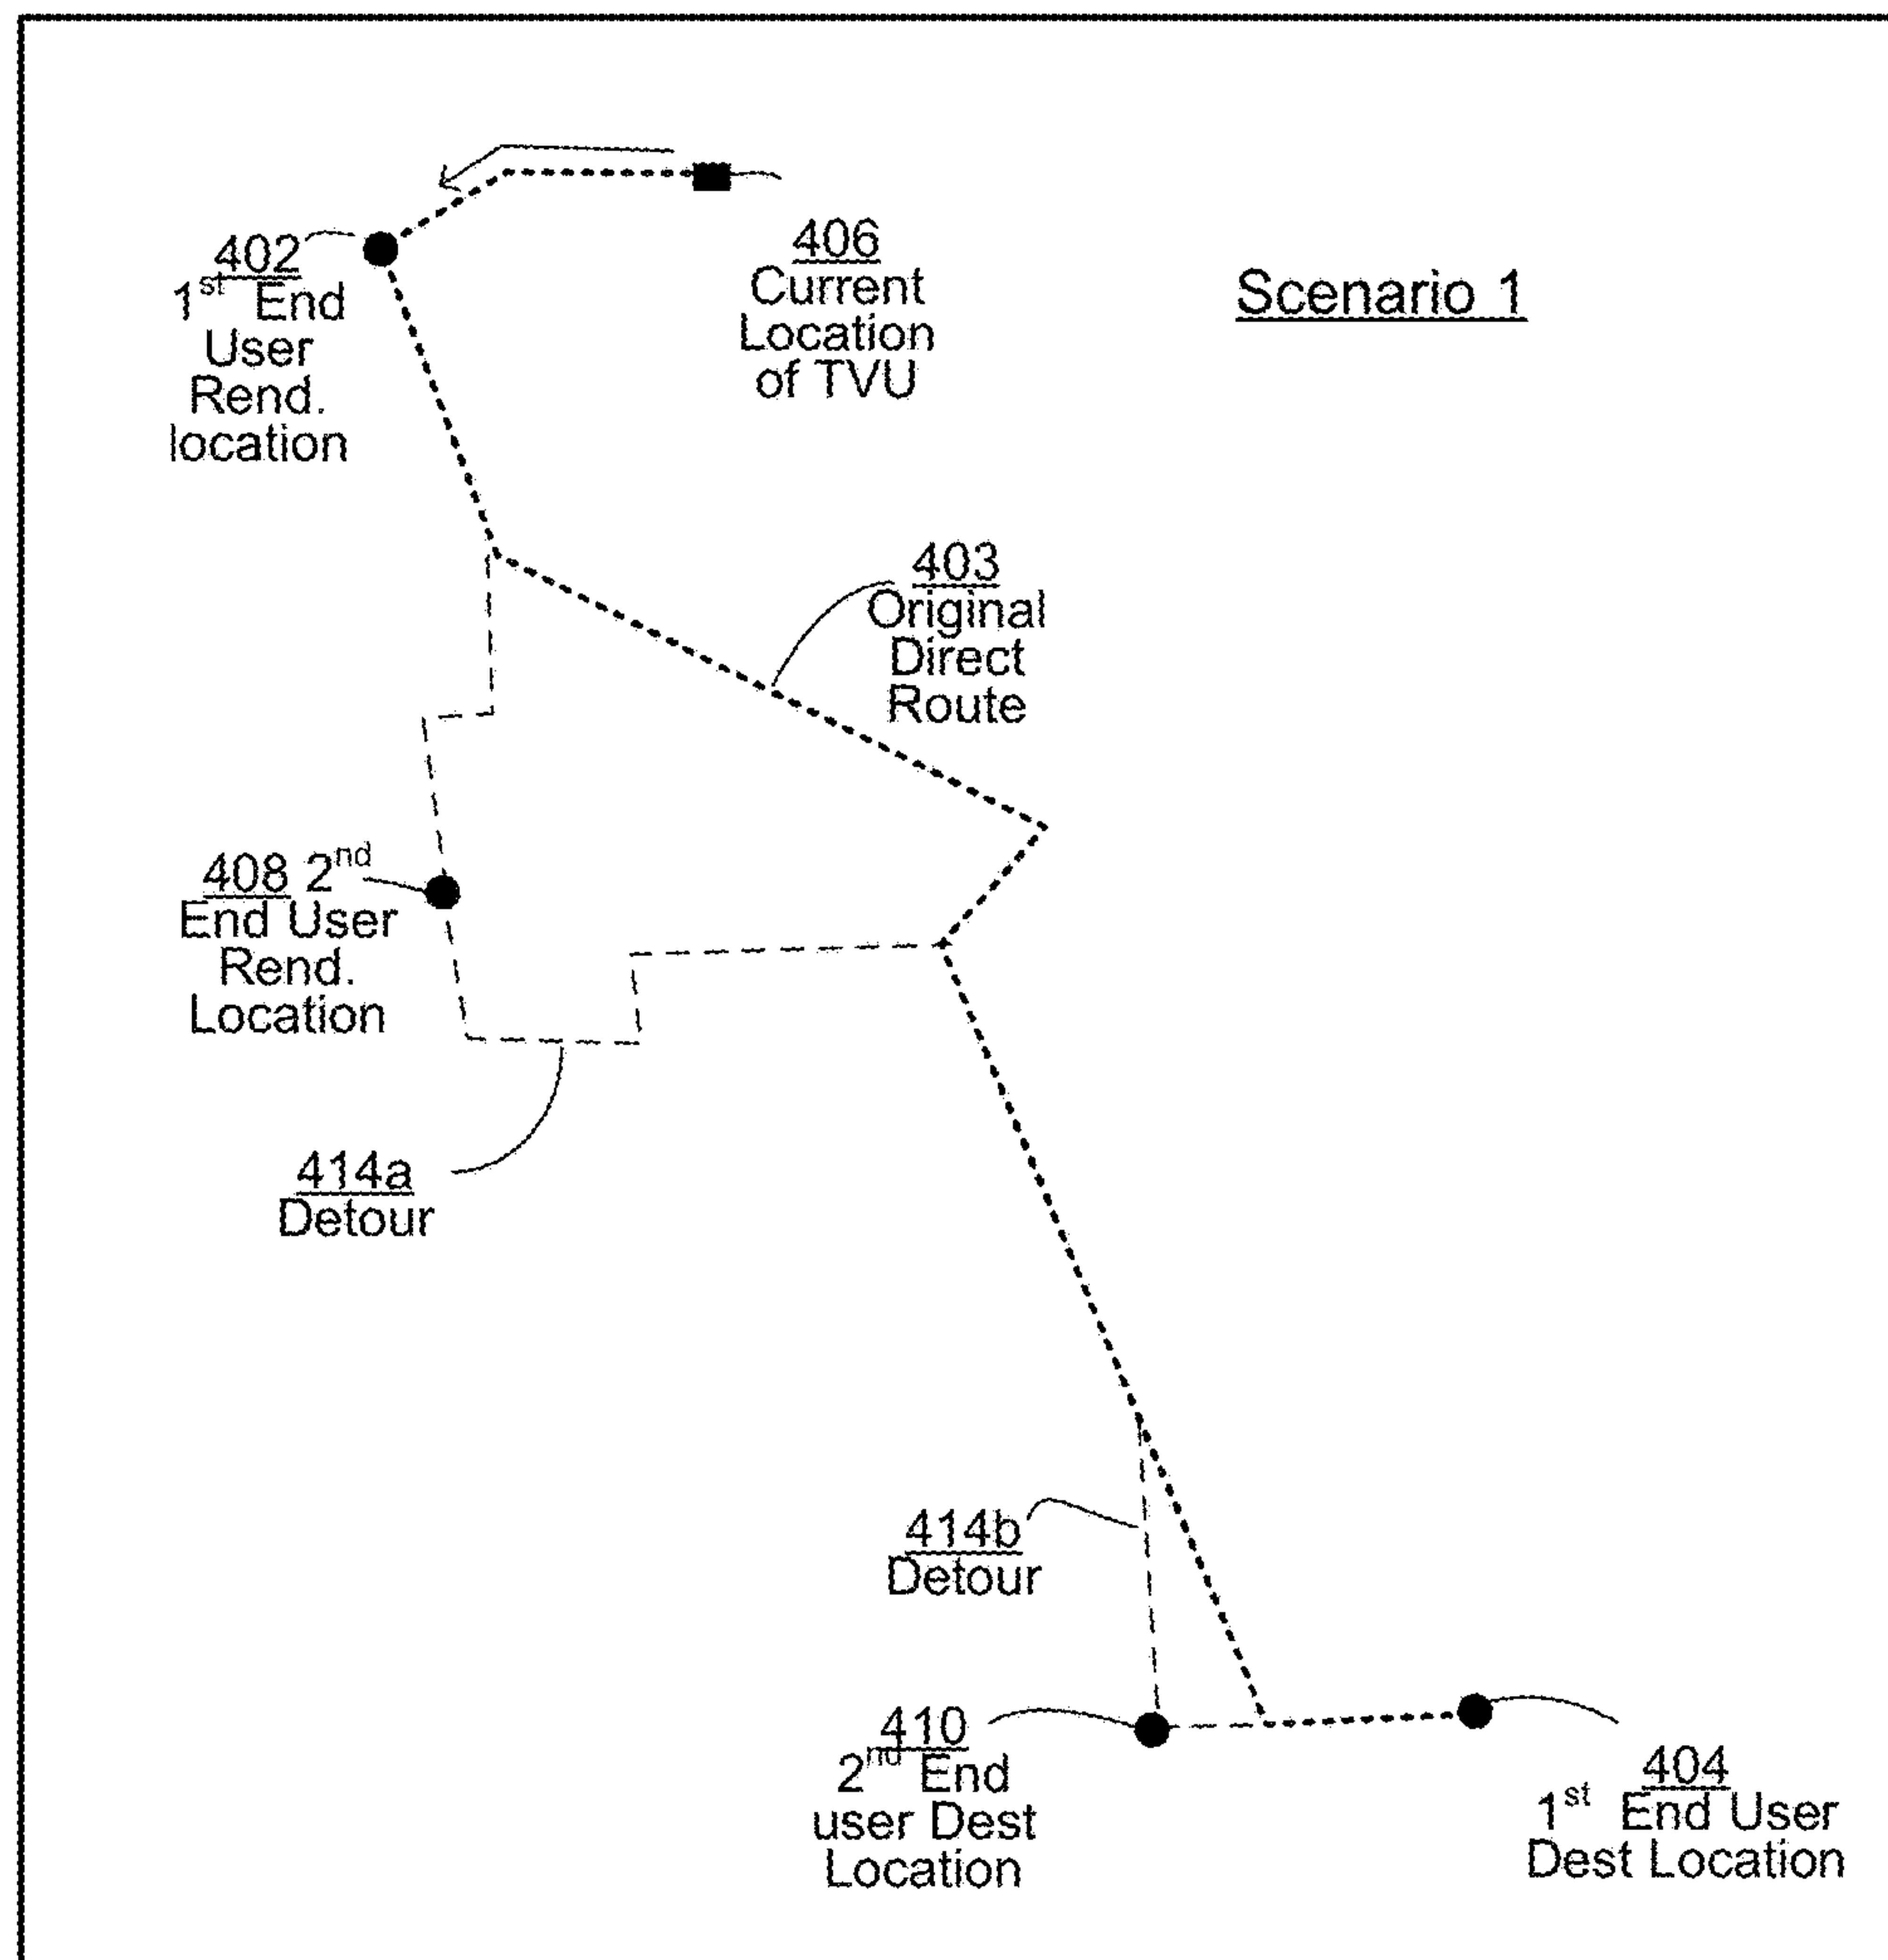 406
Current
Location
of TVU
Scenario 1
402
1st End
User
Rend.
location
403
Original
Direct
Route
408 2nd
End User
Rend.
Location
414a
Detour
414b
Detour
410
2nd End
user Dest
Location
404
1st End User
Dest Location